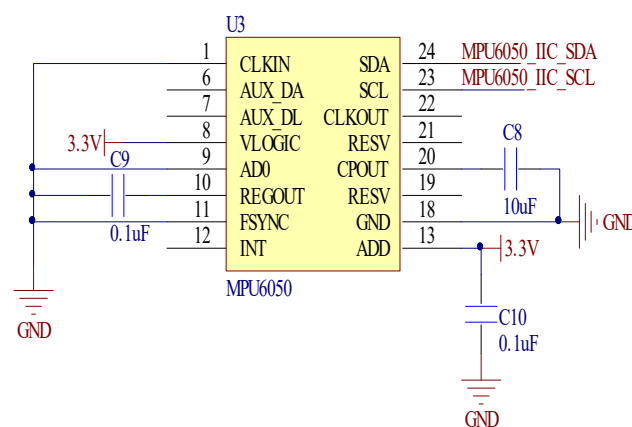 U3
1 CLKIN SDA 24 MPU6050_IIC_SDA
6 AUX_DA SCL 23 MPU6050_IIC_SCL
7 AUX_DL CLKOUT 22
3.3V 8 VLOGIC RESV 21
C9 9 AD0 CPOUT 20 C8
10 REGOUT RESV 19
0.1uF 11 FSYNC GND 18 10uF GND
12 INT ADD 13 3.3V
MPU6050
GND
C10
0.1uF
GND